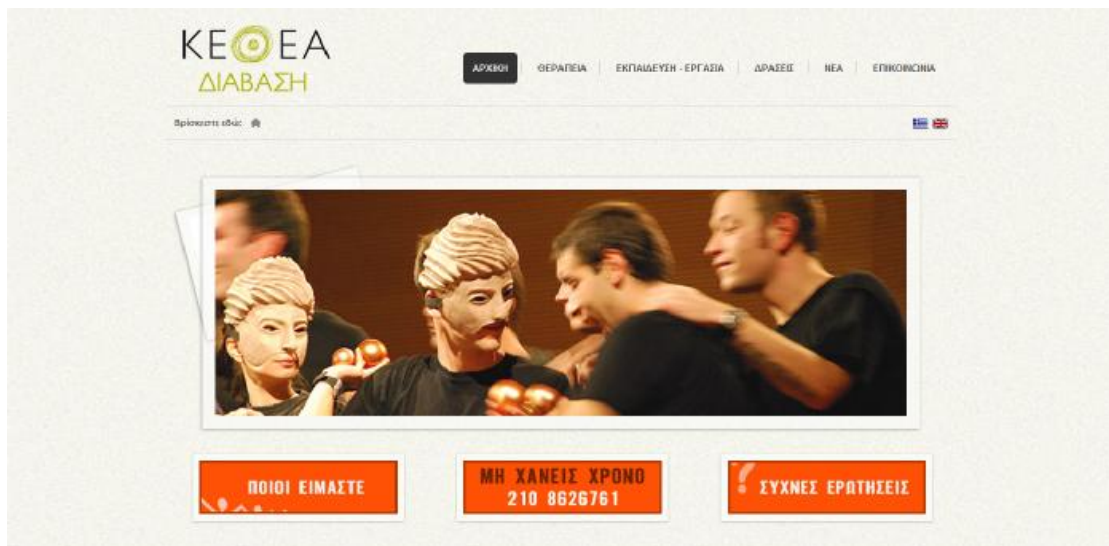 ΚΕΘΕΑ
ΔΙΑΒΑΣΗ
ΑΡΧΙΚΗ
ΘΕΡΑΠΕΙΑ
ΕΚΠΑΙΔΕΥΣΗ - ΕΡΓΑΣΙΑ
ΔΡΑΣΕΙΣ
ΝΕΑ
ΕΠΙΚΟΙΝΩΝΙΑ
Βρίσκεστε εδώ:
ΠΟΙΟΙ ΕΙΜΑΣΤΕ
ΜΗ ΧΑΝΕΙΣ ΧΡΟΝΟ
210 8626761
ΣΥΧΝΕΣ ΕΡΩΤΗΣΕΙΣ